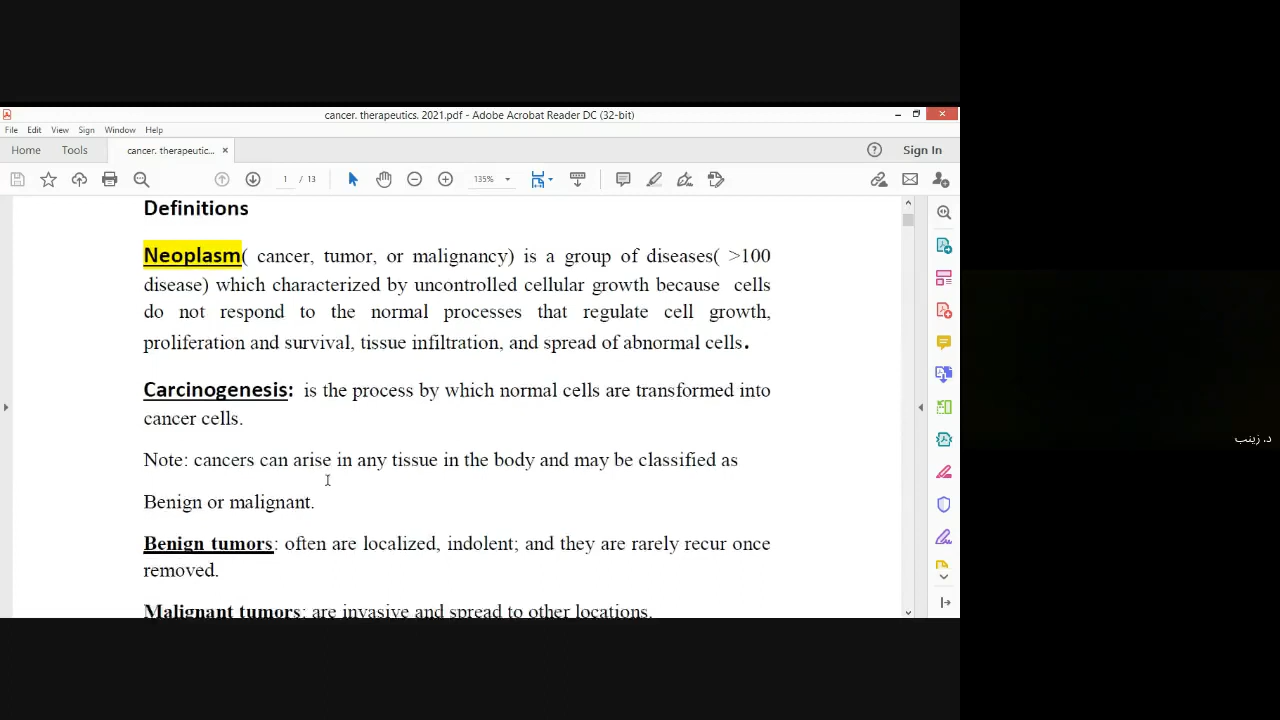 cancer. therapeutics. 2021.pdf - Adobe Acrobat Reader DC (32-bit)
File Edit View Sign Window Help
Home Tools cancer. therapeutic... × Sign In
1 / 13 135%
Definitions
Neoplasm( cancer, tumor, or malignancy) is a group of diseases( >100
disease) which characterized by uncontrolled cellular growth because cells
do not respond to the normal processes that regulate cell growth,
proliferation and survival, tissue infiltration, and spread of abnormal cells.
Carcinogenesis: is the process by which normal cells are transformed into
cancer cells.
د. زينب
Note: cancers can arise in any tissue in the body and may be classified as
Benign or malignant.
Benign tumors: often are localized, indolent; and they are rarely recur once
removed.
Malignant tumors: are invasive and spread to other locations.